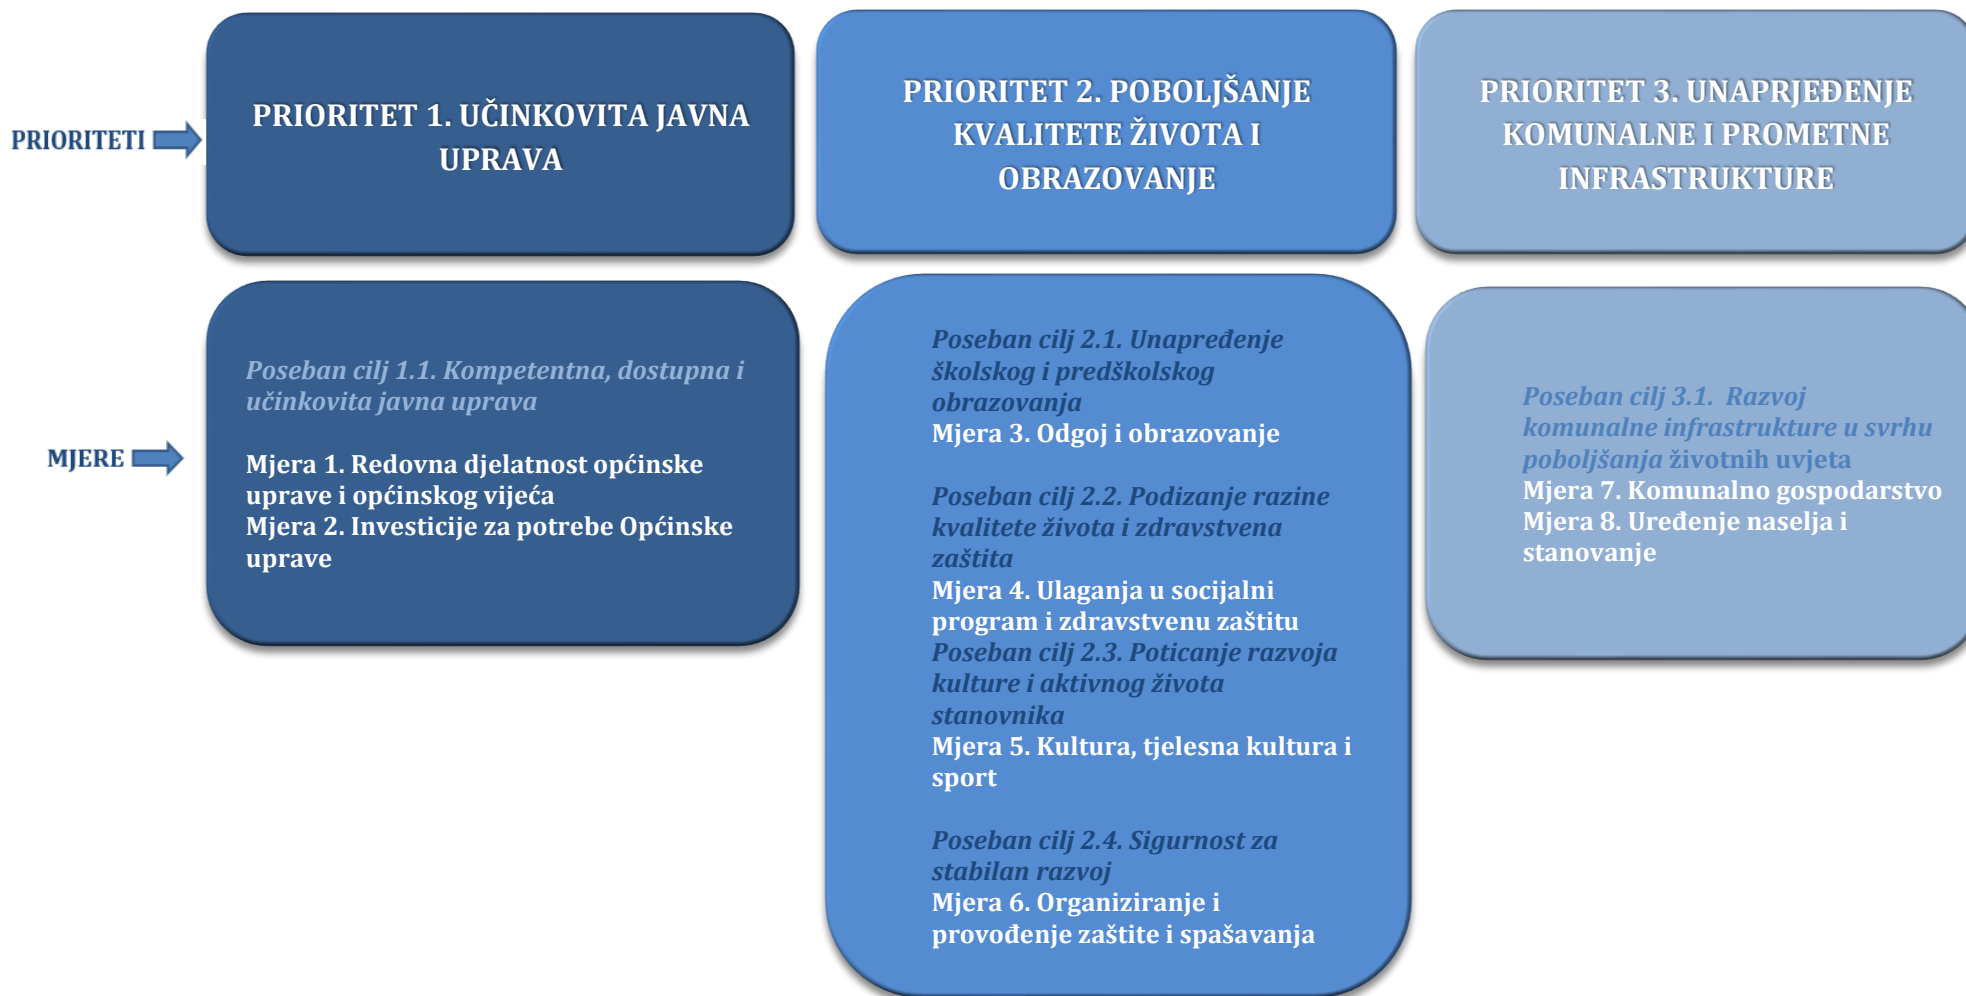 PRIORITETI
PRIORITET 1. UČINKOVITA JAVNA
UPRAVA
PRIORITET 2. POBOLJŠANJE
KVALITETE ŽIVOTA I
OBRAZOVANJE
PRIORITET 3. UNAPRJEĐENJE
KOMUNALNE I PROMETNE
INFRASTRUKTURE
MJERE
Poseban cilj 1.1. Kompetentna, dostupna i
učinkovita javna uprava
Mjera 1. Redovna djelatnost općinske
uprave i općinskog vijeća
Mjera 2. Investicije za potrebe Općinske
uprave
Poseban cilj 2.1. Unapređenje
školskog i predškolskog
obrazovanja
Mjera 3. Odgoj i obrazovanje
Poseban cilj 2.2. Podizanje razine
kvalitete života i zdravstvena
zaštita
Mjera 4. Ulaganja u socijalni
program i zdravstvenu zaštitu
Poseban cilj 2.3. Poticanje razvoja
kulture i aktivnog života
stanovnika
Mjera 5. Kultura, tjelesna kultura i
sport
Poseban cilj 2.4. Sigurnost za
stabilan razvoj
Mjera 6. Organiziranje i
provođenje zaštite i spašavanja
Poseban cilj 3.1. Razvoj
komunalne infrastrukture u svrhu
poboljšanja životnih uvjeta
Mjera 7. Komunalno gospodarstvo
Mjera 8. Uređenje naselja i
stanovanje